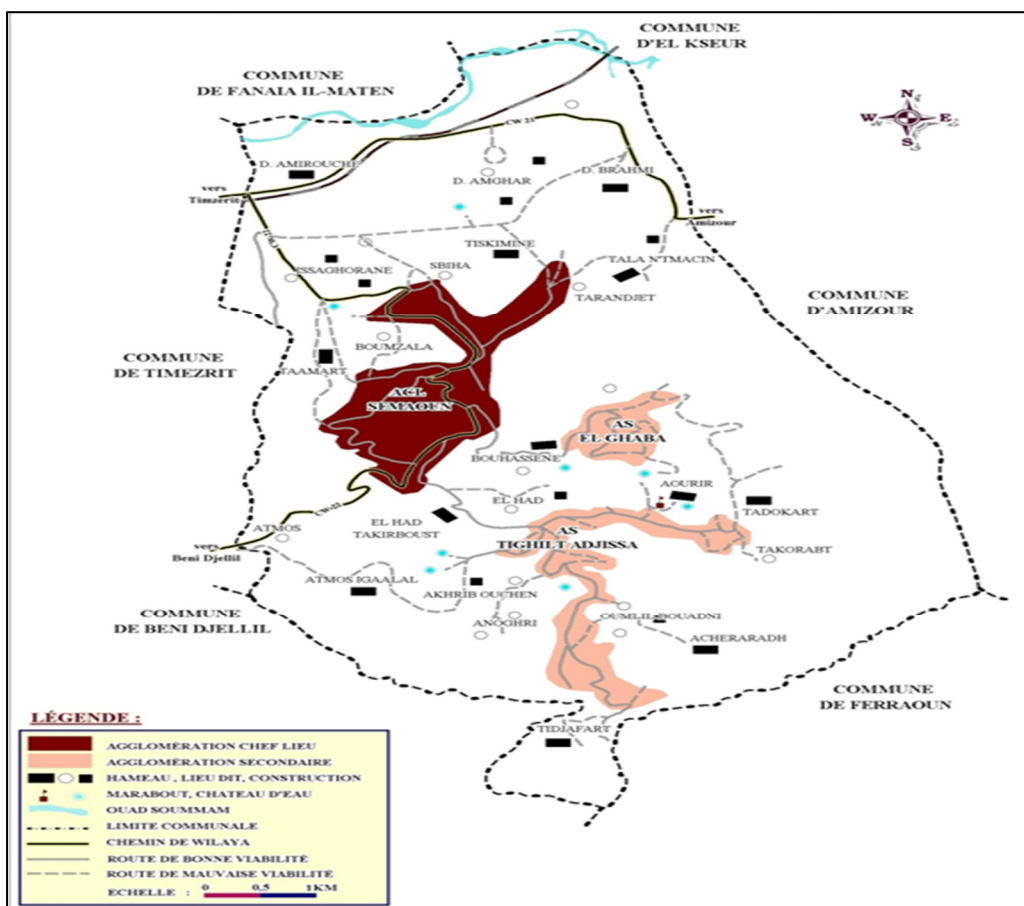 COMMUNE
D'EL KSEUR
COMMUNE
DE FANAIA IL-MATEN
N
W E
S
CW 21
D. AMIROUCHE
D. AMGHAR
D. BRAHMI
vers
Timzerit
vers
Amizour
TISKIMINE
TALA NTMACIN
ISSAGHORANE
SBIHA
TARANDJET
COMMUNE
D'AMIZOUR
BOUMZALA
COMMUNE
DE TIMEZRIT
TAAMART
ACL
SEMAOUN
AS
EL GHABA
BOUHASSENE
AOURIR
EL HAD
TADOKART
ATMOS
EL HAD
TAKIRBOUST
AS
TIGHILT ADJISSA
TAKORABT
vers
Beni Djellil
ATMOS IGAALAL
AKHRIB OUCHEN
COMMUNE
DE BENI DJELLIL
ANOGHRI
OUMLIL-BOUADNI
ACHERARADH
COMMUNE
DE FERRAOUN
TIDJAFART
LÉGENDE :
AGGLOMÉRATION CHEF LIEU
AGGLOMÉRATION SECONDAIRE
HAMEAU , LIEU DIT, CONSTRUCTION
MARABOUT, CHATEAU D'EAU
OUAD SOUMMAM
LIMITE COMMUNALE
CHEMIN DE WILAYA
ROUTE DE BONNE VIABILITÉ
ROUTE DE MAUVAISE VIABILITÉ
ECHELLE : 0 0,5 1KM